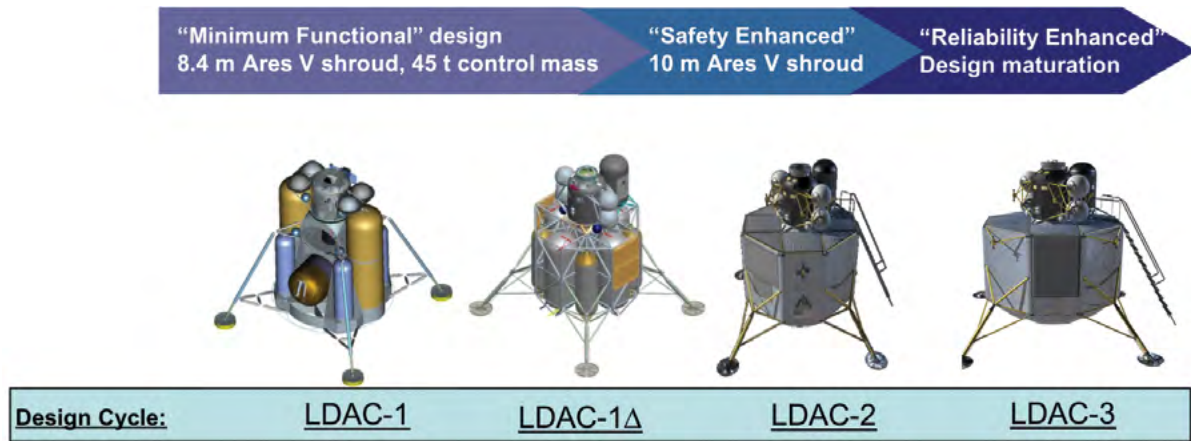 “Minimum Functional” design
8.4 m Ares V shroud, 45 t control mass
“Safety Enhanced”
10 m Ares V shroud
“Reliability Enhanced”
Design maturation
Design Cycle: LDAC-1 LDAC-1Δ LDAC-2 LDAC-3